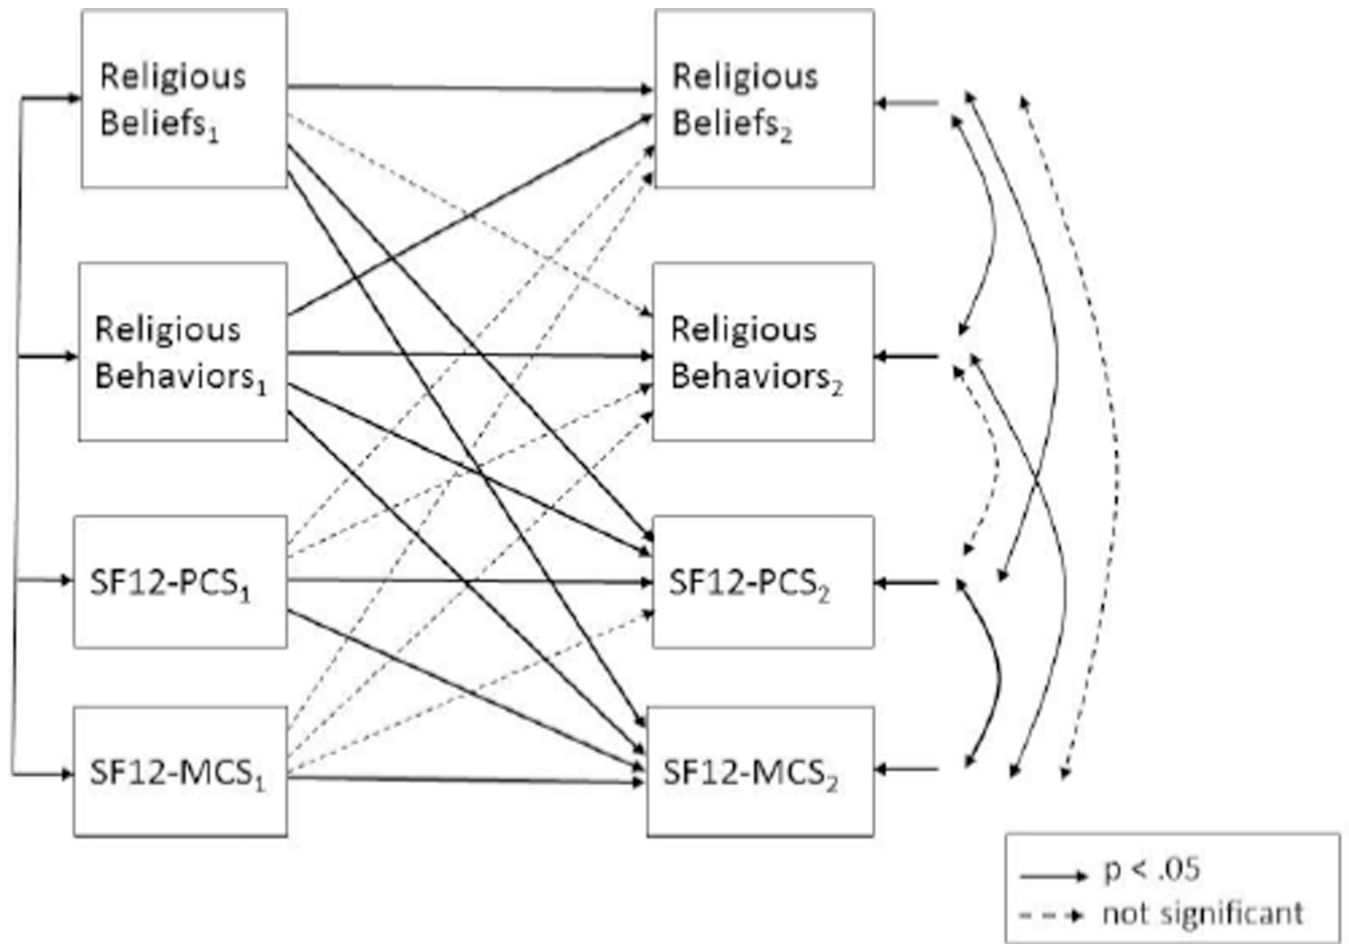 Religious
Beliefs₁
Religious
Beliefs₂
Religious
Behaviors₁
Religious
Behaviors₂
SF12-PCS₁
SF12-PCS₂
SF12-MCS₁
SF12-MCS₂
p < .05
not significant